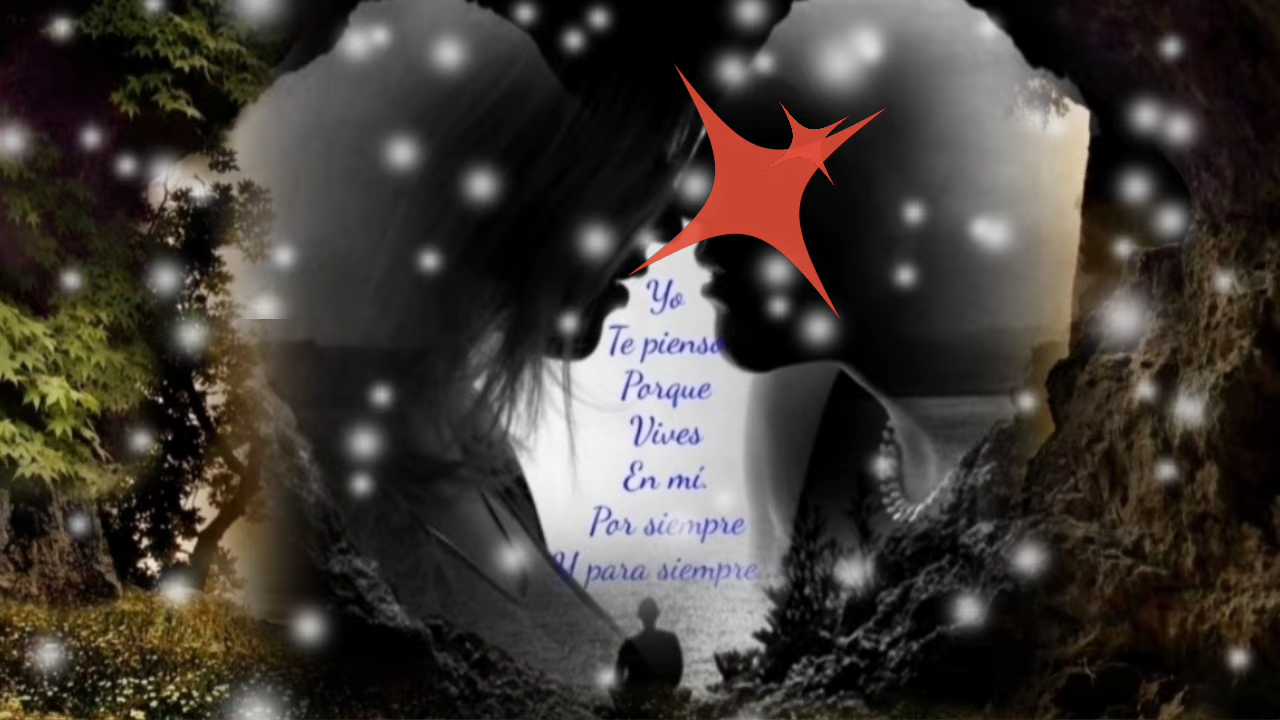 Yo
Te pienso
Porque
Vives
En mí.
Por siempre
Y para siempre...